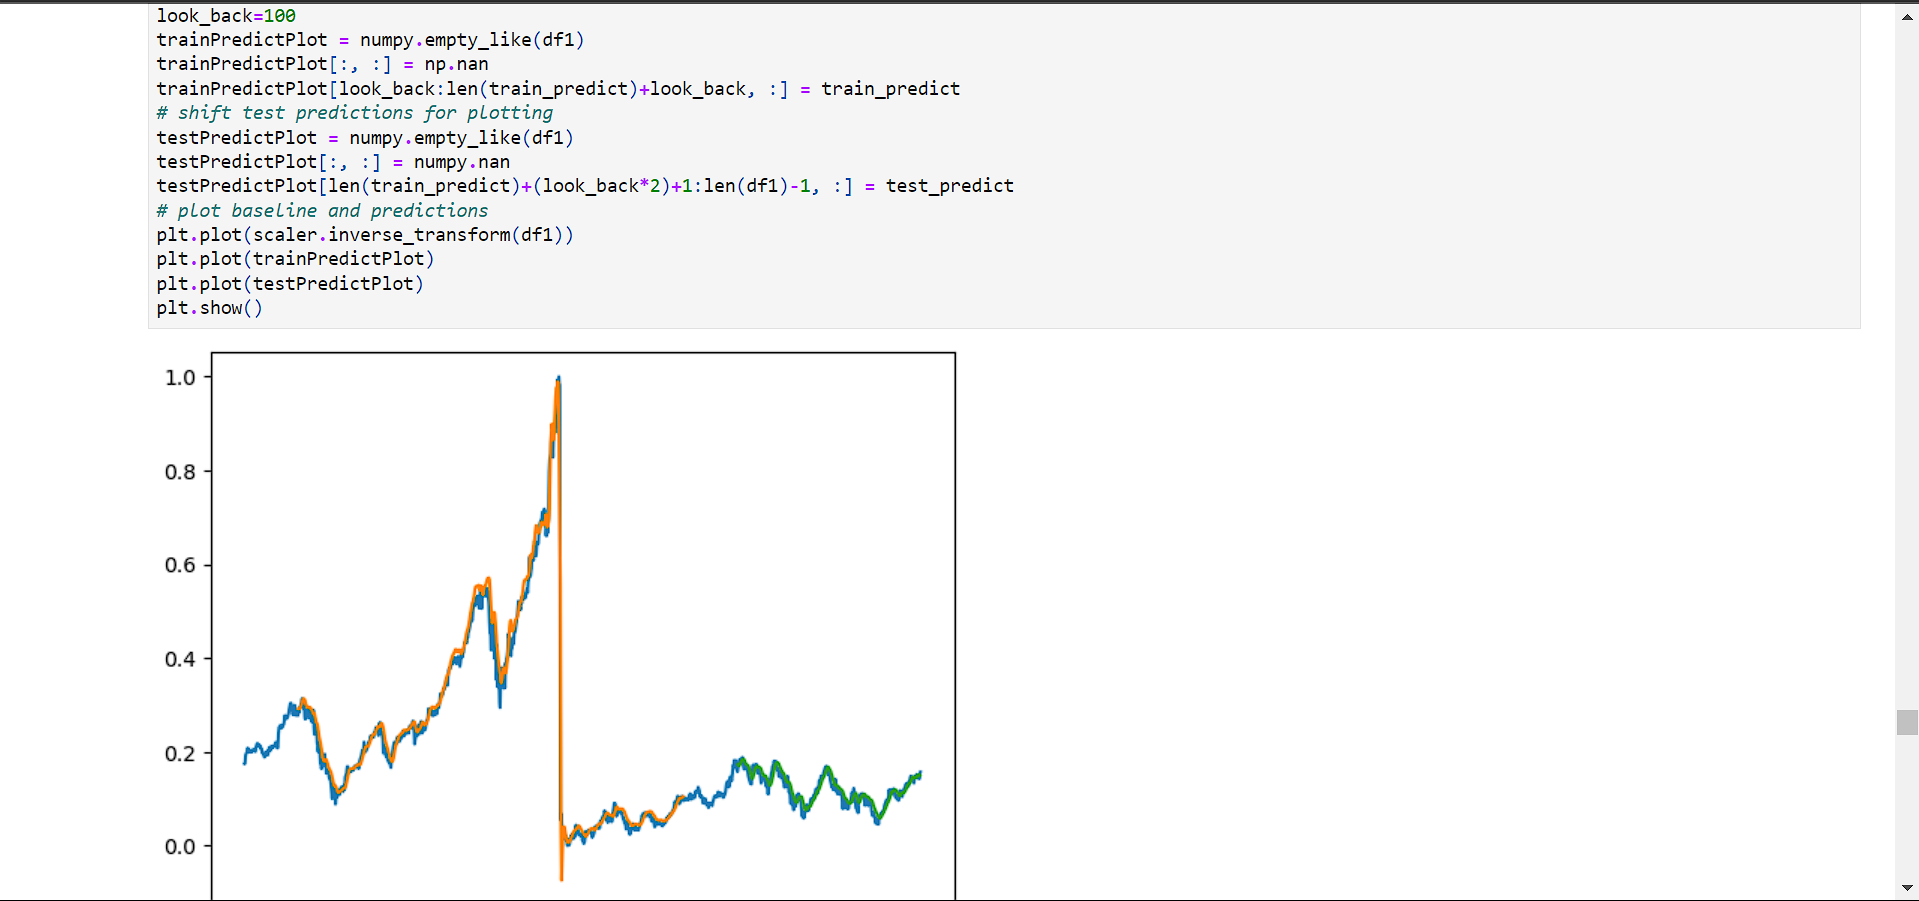 look_back=100
trainPredictPlot = numpy.empty_like(df1)
trainPredictPlot[:, :] = np.nan
trainPredictPlot[look_back:len(train_predict)+look_back, :] = train_predict
# shift test predictions for plotting
testPredictPlot = numpy.empty_like(df1)
testPredictPlot[:, :] = numpy.nan
testPredictPlot[len(train_predict)+(look_back*2)+1:len(df1)-1, :] = test_predict
# plot baseline and predictions
plt.plot(scaler.inverse_transform(df1))
plt.plot(trainPredictPlot)
plt.plot(testPredictPlot)
plt.show()
1.0
0.8
0.6
0.4
0.2
0.0